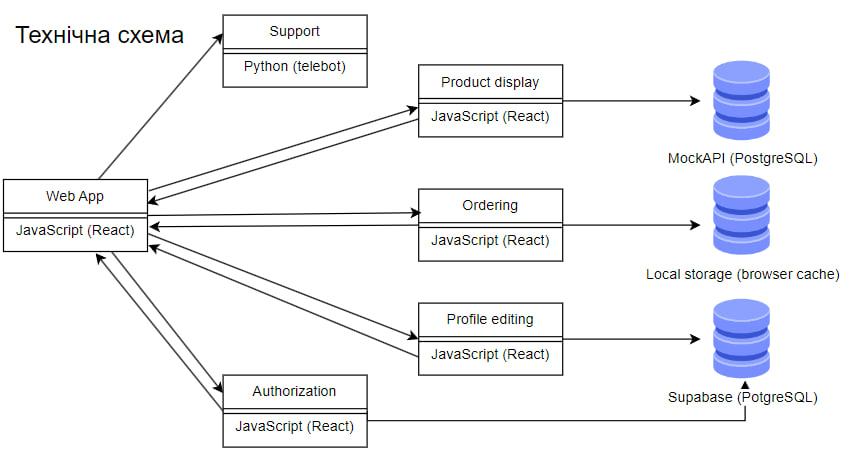 Технічна схема
Support
Python (telebot)
Product display
JavaScript (React)
MockAPI (PostgreSQL)
Web App
JavaScript (React)
Ordering
JavaScript (React)
Local storage (browser cache)
Profile editing
JavaScript (React)
Supabase (PotgreSQL)
Authorization
JavaScript (React)